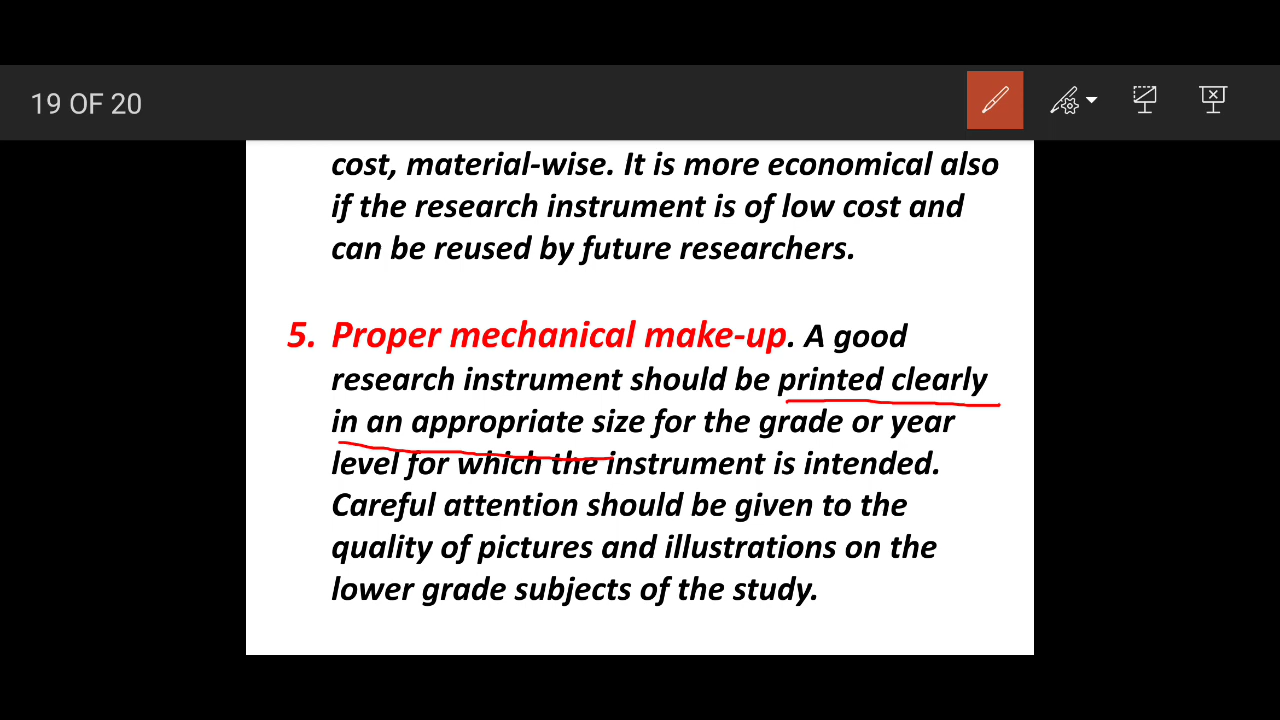 19 OF 20
cost, material-wise. It is more economical also
if the research instrument is of low cost and
can be reused by future researchers.
5. Proper mechanical make-up. A good
research instrument should be printed clearly
in an appropriate size for the grade or year
level for which the instrument is intended.
Careful attention should be given to the
quality of pictures and illustrations on the
lower grade subjects of the study.